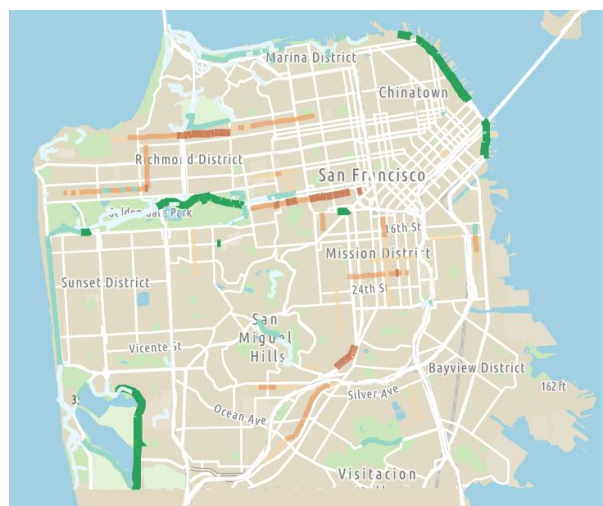 Marina District
Chinatown
Richmond District
San Francisco
Golden Gate Park
16th St
Mission District
Sunset District
24th St
San
Miguel
Hills
Vicente St
Bayview District
162 ft
Silver Ave
Ocean Ave
Visitacion